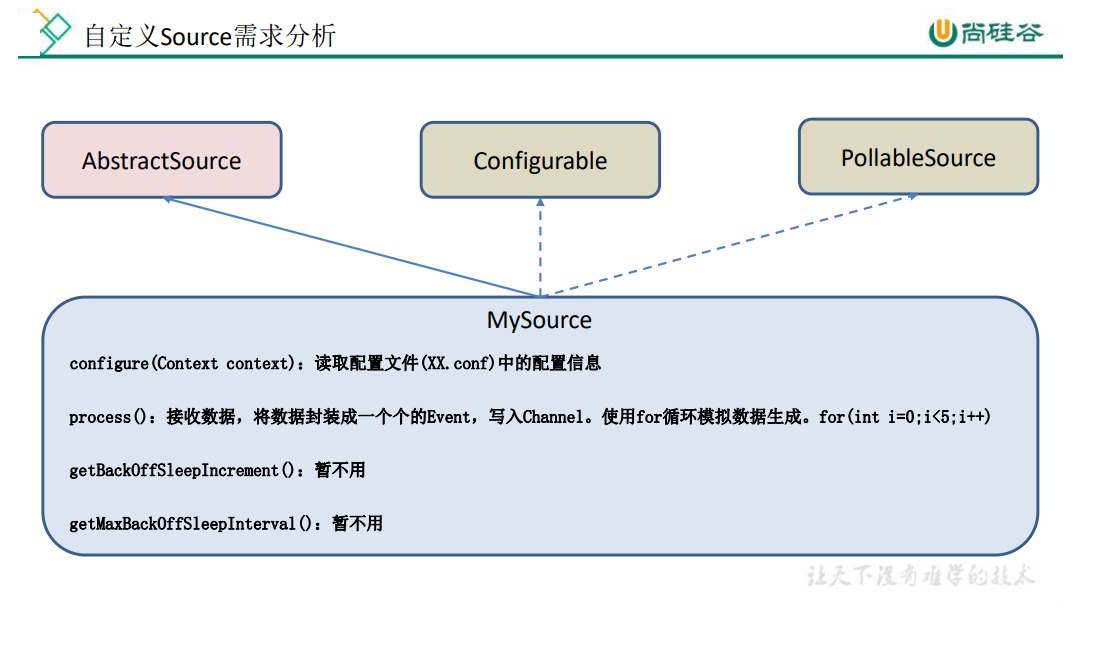 自定义Source需求分析
尚硅谷
AbstractSource
Configurable
PollableSource
MySource
configure(Context context)：读取配置文件(XX.conf)中的配置信息
process()：接收数据，将数据封装成一个个的Event，写入Channel。使用for循环模拟数据生成。for(int i=0;i<5;i++)
getBackOffSleepIncrement()：暂不用
getMaxBackOffSleepInterval()：暂不用
让天下没有难学的技术